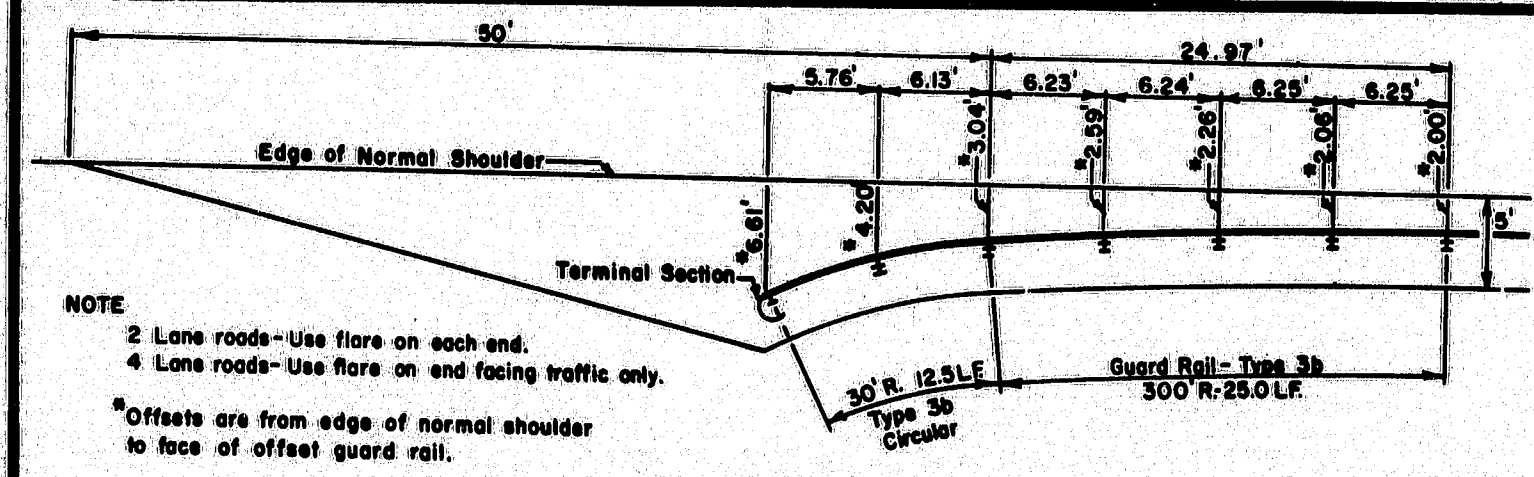 50'
24.97'
5.76'
6.13'
6.23'
6.24'
6.25'
6.25'
*3.04'
*2.59'
*2.26'
*2.06'
*2.00'
Edge of Normal Shoulder
*6.61'
*4.20'
5'
Terminal Section
NOTE
2 Lane roads-Use flare on each end.
4 Lane roads-Use flare on end facing traffic only.
*Offsets are from edge of normal shoulder
to face of offset guard rail.
30' R. 12.5 L.F.
Type 3b
Circular
Guard Rail - Type 3b
300' R.-25.0 L.F.